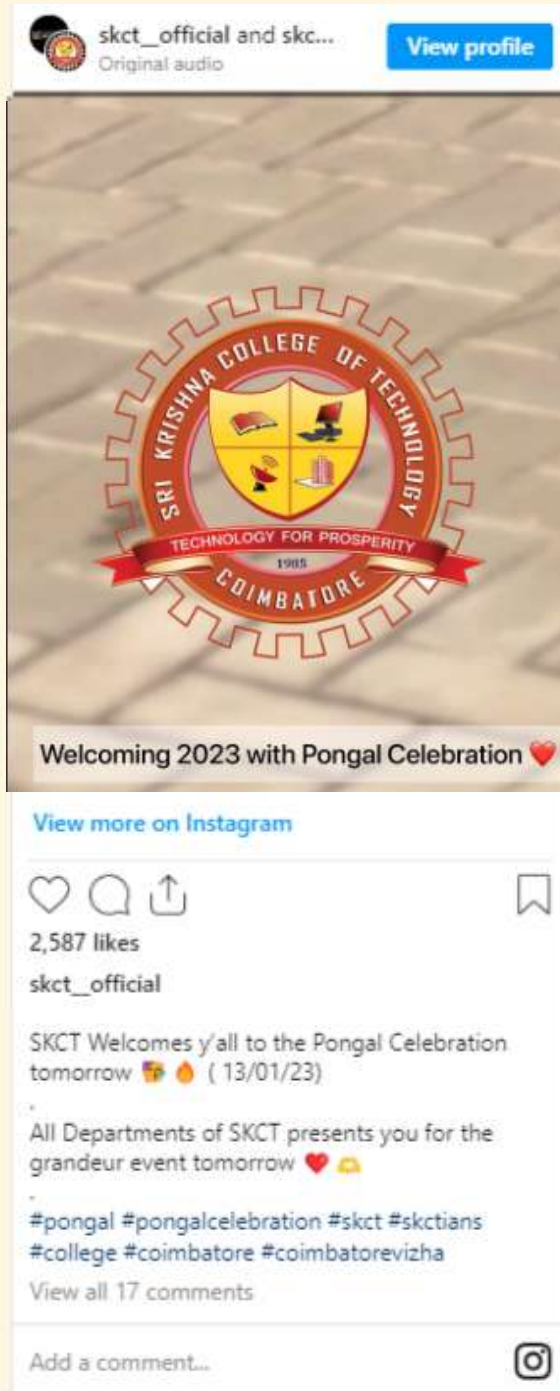 skct__official and skc...
Original audio
View profile
SRI KRISHNA COLLEGE OF TECHNOLOGY
TECHNOLOGY FOR PROSPERITY
1985
COIMBATORE
Welcoming 2023 with Pongal Celebration ❤️
View more on Instagram
2,587 likes
skct__official
SKCT Welcomes y'all to the Pongal Celebration
tomorrow 🔥 ( 13/01/23)
.
All Departments of SKCT presents you for the
grandeur event tomorrow ❤️ 🫶
.
#pongal #pongalcelebration #skct #skctians
#college #coimbatore #coimbatorevizha
View all 17 comments
Add a comment...